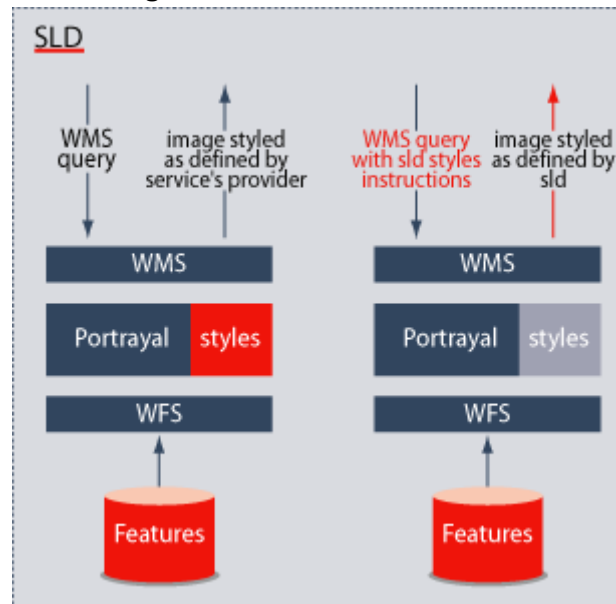 SLD
WMS
query
image styled
as defined by
service's provider
WMS query
with sld styles
instructions
image styled
as defined by
sld
WMS
Portrayal
styles
WFS
Features
WMS
Portrayal
styles
WFS
Features